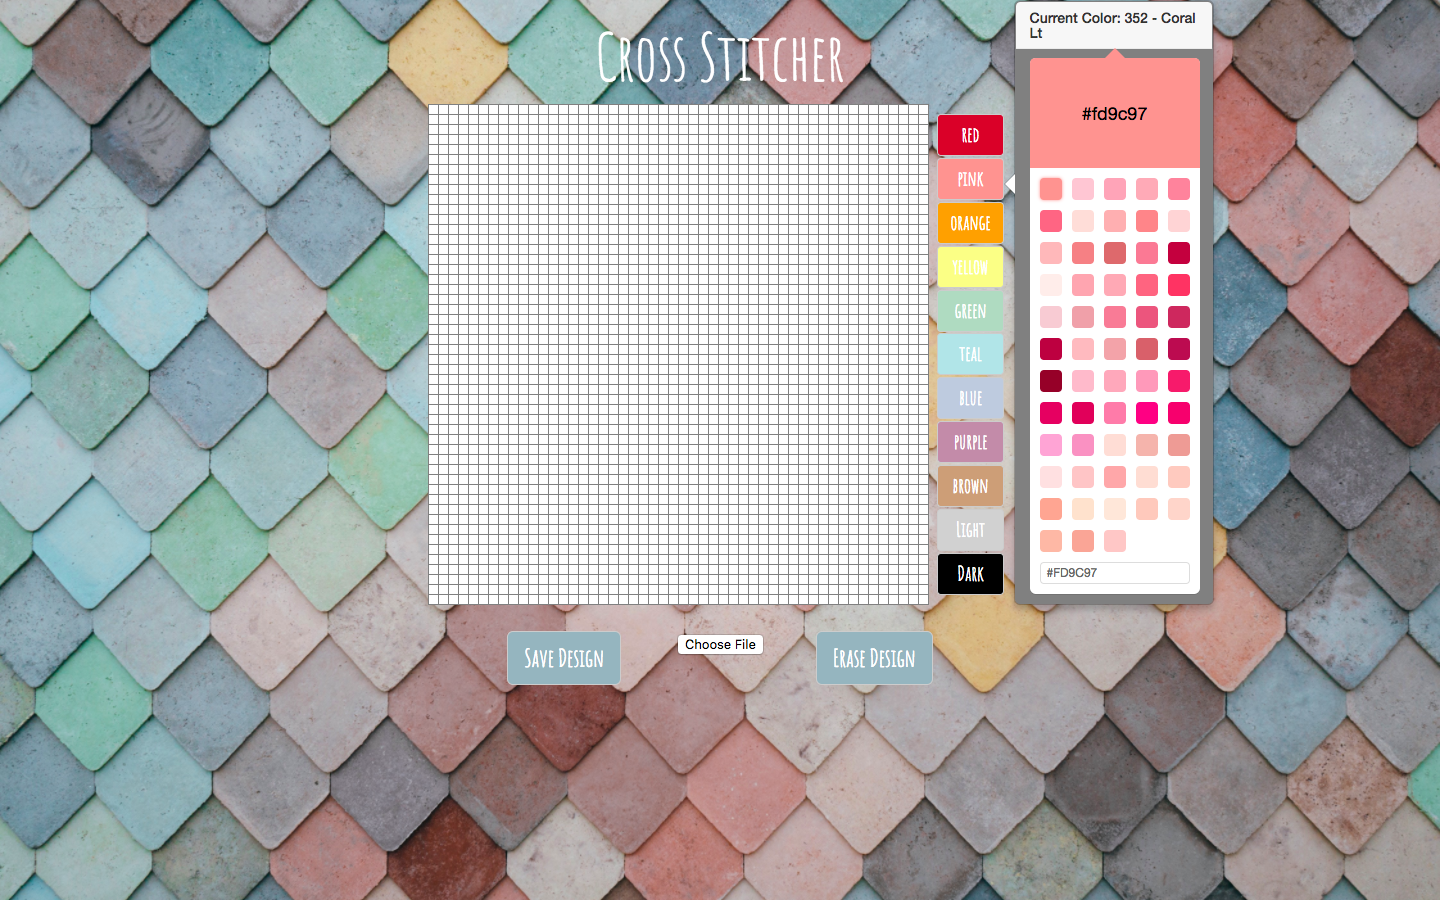 Cross Stitcher
Current Color: 352 - Coral
Lt
#fd9c97
RED
PINK
ORANGE
YELLOW
GREEN
TEAL
BLUE
PURPLE
BROWN
Light
Dark
#FD9C97
Save Design
Choose File
Erase Design